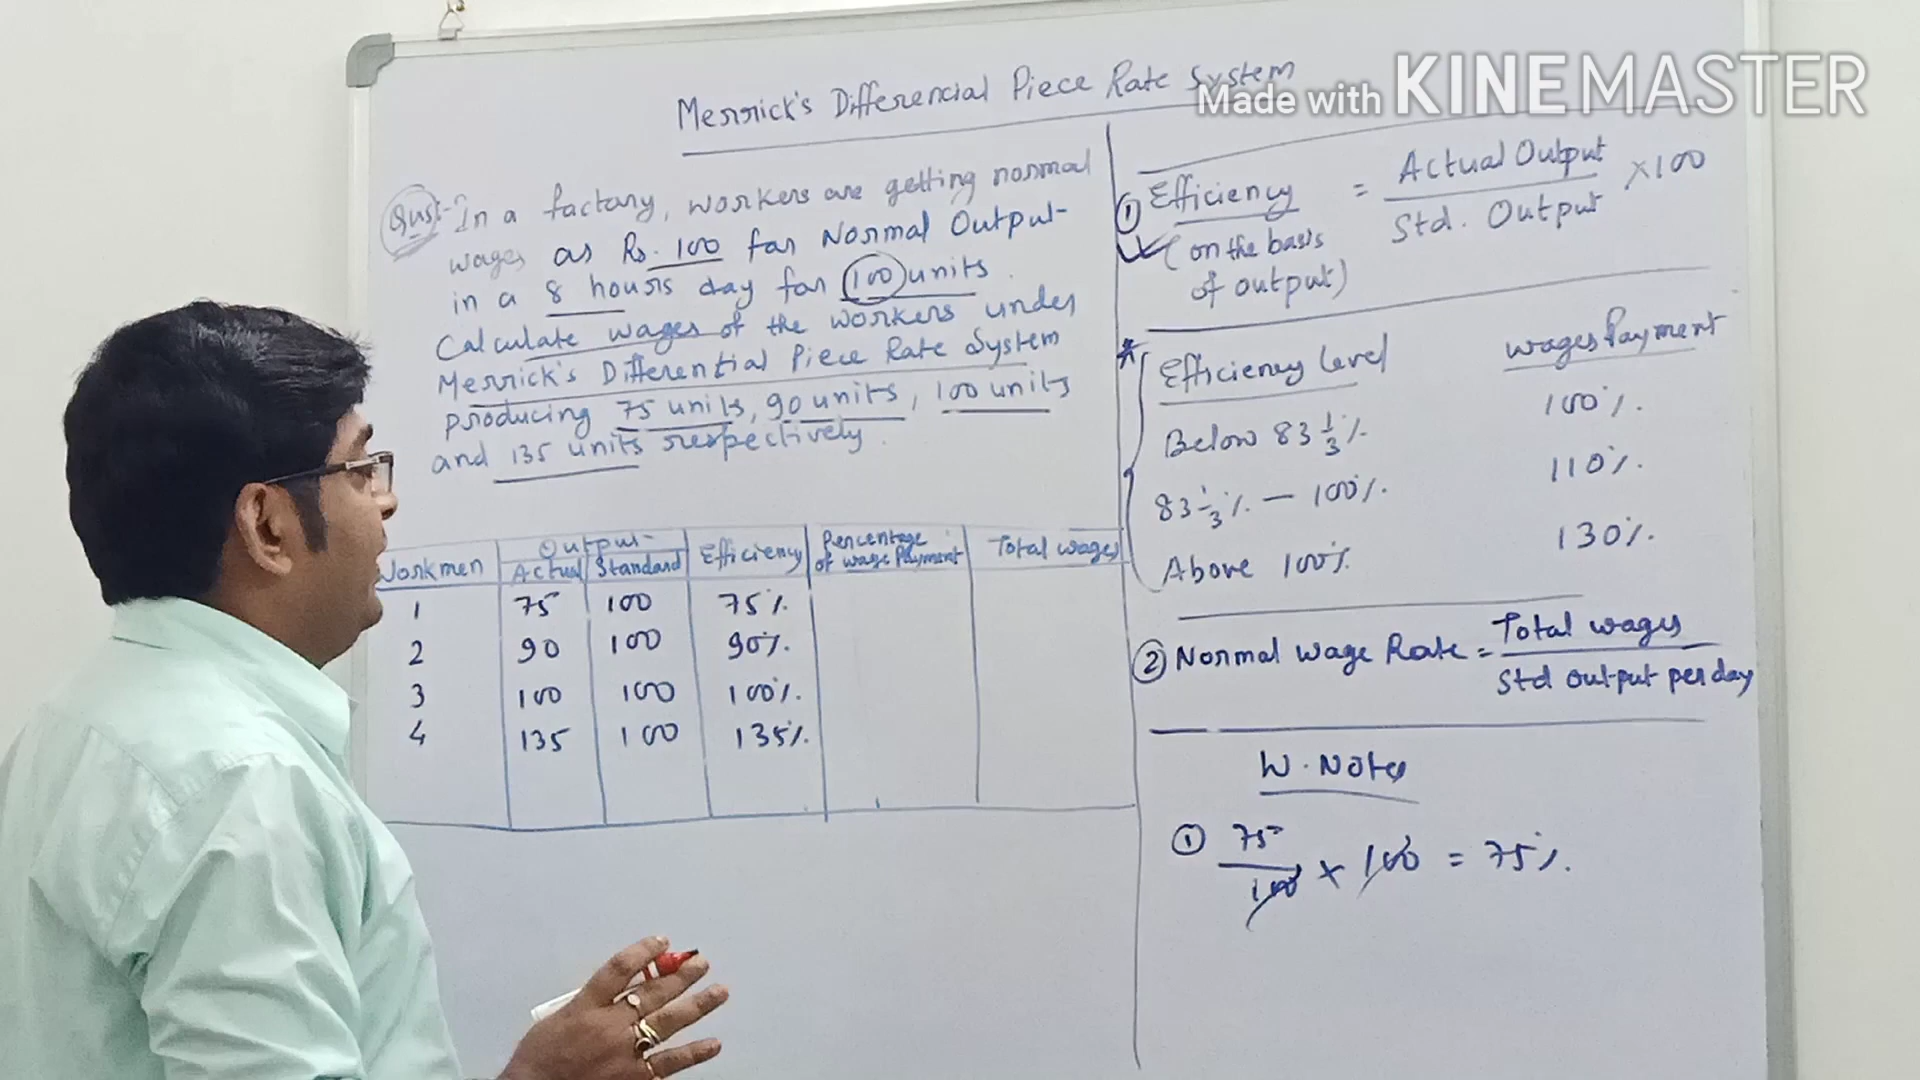 Merrick's Differencial Piece Rate System
Made with KINEMASTER
Qus:- In a factory, workers are getting normal
wages as Rs. 100 for Normal Output
in a 8 hours day for 100 units.
Calculate wages of the workers under
Merrick's Differential Piece Rate System
producing 75 units, 90 units, 100 units
and 135 units respectively.
Workmen Output Efficiency Percentage of wage Payment Total wages
Actual Standard
1 75 100 75%
2 90 100 90%
3 100 100 100%
4 135 100 135%
① Efficiency = Actual Output / Std. Output × 100
(on the basis
of output)
* Efficiency Level Wages Payment
Below 83 1/3 % 100%
83 1/3 % — 100% 110%
Above 100% 130%
② Normal Wage Rate = Total wages / Std output per day
W. Notes
① 75/100 × 100 = 75%